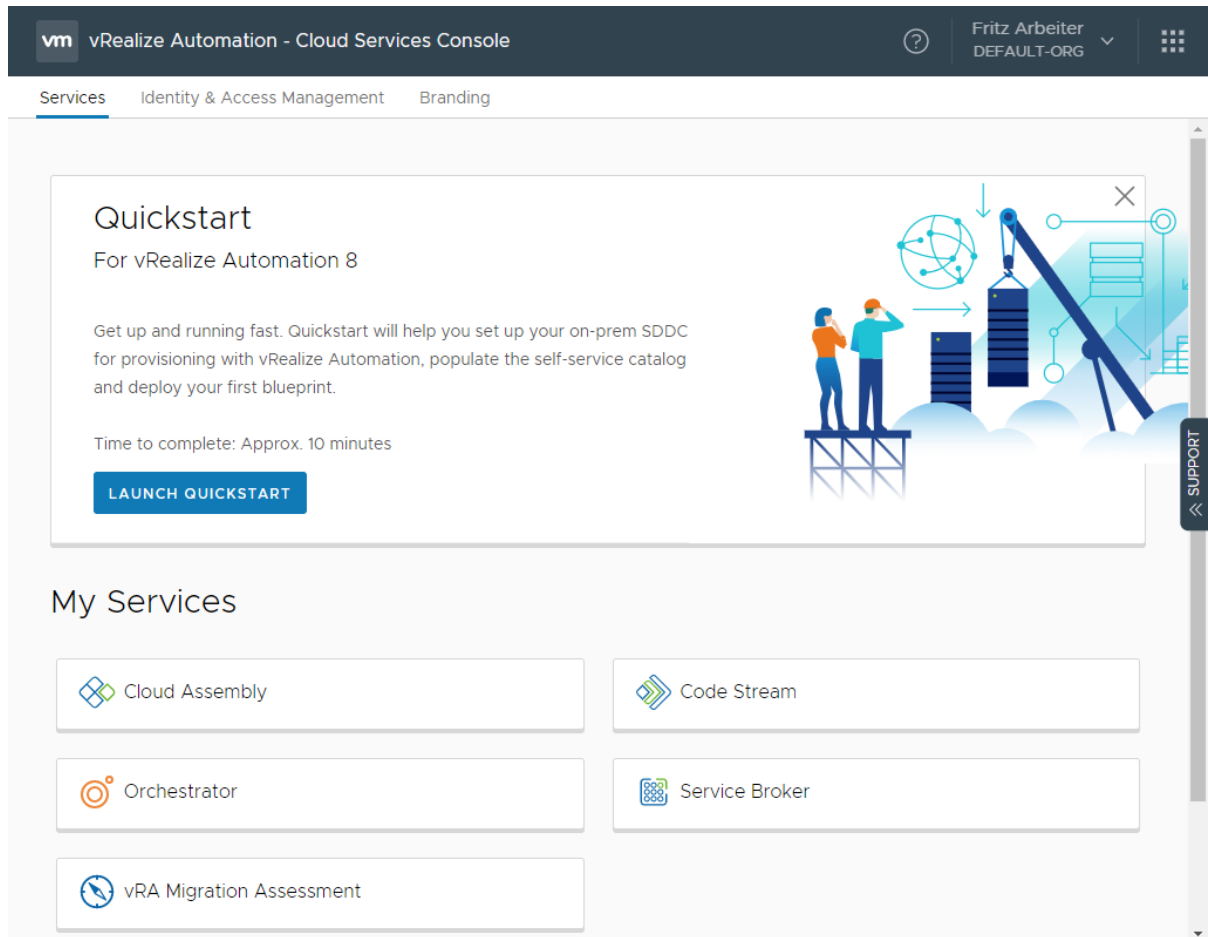 vm vRealize Automation - Cloud Services Console
?
Fritz Arbeiter
DEFAULT-ORG
Services Identity & Access Management Branding
Quickstart
For vRealize Automation 8
Get up and running fast. Quickstart will help you set up your on-prem SDDC
for provisioning with vRealize Automation, populate the self-service catalog
and deploy your first blueprint.
Time to complete: Approx. 10 minutes
LAUNCH QUICKSTART
SUPPORT
My Services
Cloud Assembly
Code Stream
Orchestrator
Service Broker
vRA Migration Assessment